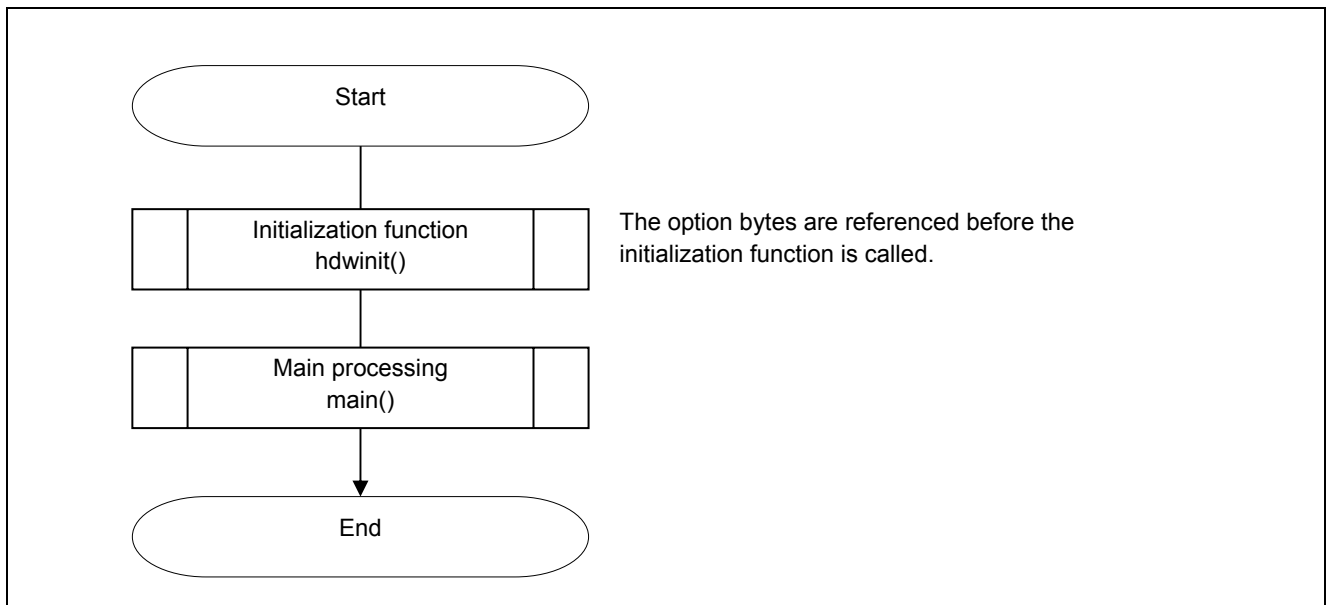 Start
Initialization function
hdwinit()
The option bytes are referenced before the
initialization function is called.
Main processing
main()
End